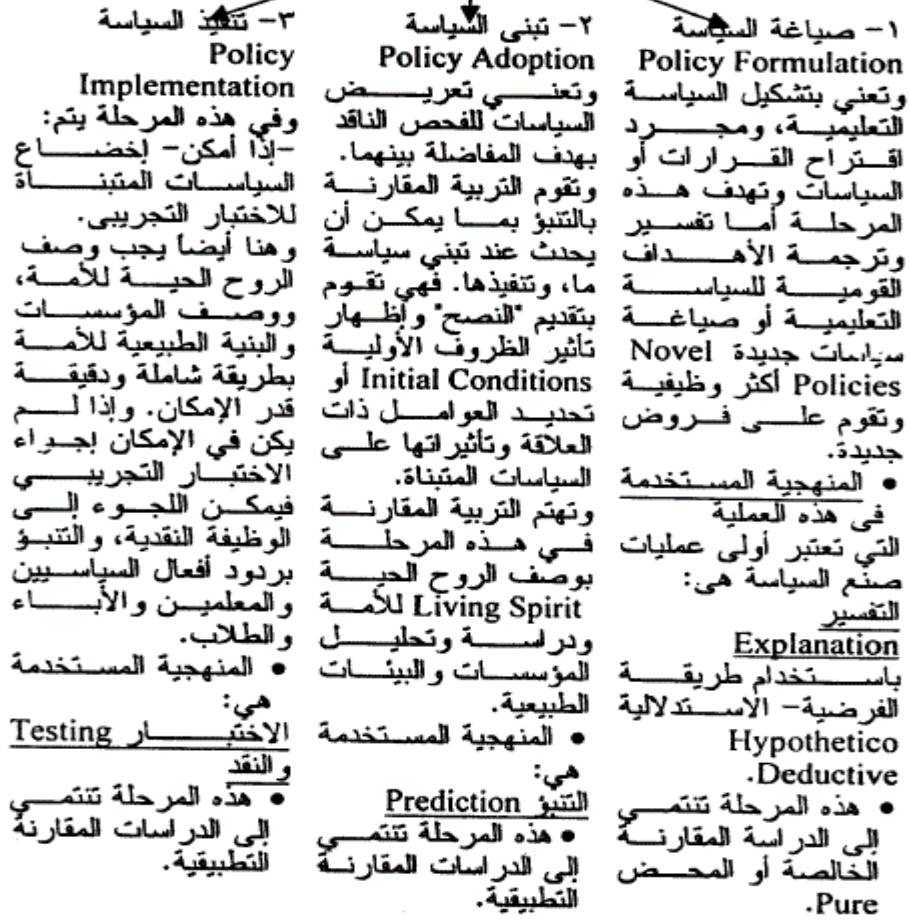 ١- صياغة السياسة
Policy Formulation
وتعني بتشكيل السياسة
التعليمية، ومجرد
اقتراح القرارات أو
السياسات وتهدف هذه
المرحلة أما تفسير
وترجمة الأهداف
القومية للسياسة
التعليمية أو صياغة
سياسات جديدة Novel
Policies أكثر وظيفية
وتقوم على فروض
جديدة.
• المنهجية المستخدمة
فى هذه العملية
التي تعتبر أولى عمليات
صنع السياسة هى:
التفسير
Explanation
باستخدام طريقة
الفرضية- الاستدلالية
Hypothetico
Deductive.
• هذه المرحلة تنتمى
إلى الدراسة المقارنة
الخالصة أو المحض
Pure.
٢- تبنى السياسة
Policy Adoption
وتعنى تعريض
السياسات للفحص الناقد
بهدف المفاضلة بينهما.
وتقوم التربية المقارنة
بالتنبؤ بما يمكن أن
يحدث عند تبني سياسة
ما، وتنفيذها. فهي تقوم
بتقديم "النصح" وإظهار
تأثير الظروف الأولية
Initial Conditions أو
تحديد العوامل ذات
العلاقة وتأثيراتها على
السياسات المتبناة.
وتهتم التربية المقارنة
في هذه المرحلة
بوصف الروح الحية
Living Spirit للأمة
ودراسة وتحليل
المؤسسات والبيئات
الطبيعية.
• المنهجية المستخدمة
هي:
التنبؤ Prediction
• هذه المرحلة تنتمى
إلى الدراسات المقارنة
التطبيقية.
٣- تنفيذ السياسة
Policy
Implementation
وفي هذه المرحلة يتم:
-إذا أمكن- إخضاع
السياسات المتبناة
للاختبار التجريبى.
وهنا أيضاً يجب وصف
الروح الحية للأمة،
ووصف المؤسسات
والبنية الطبيعية للأمة
بطريقة شاملة ودقيقة
قدر الإمكان. وإذا لم
يكن في الإمكان إجراء
الاختبار التجريبي
فيمكن اللجوء إلى
الوظيفة النقدية، والتنبؤ
بردود أفعال السياسيين
والمعلمين والأباء
والطلاب.
• المنهجية المستخدمة
هي:
الاختبار Testing
والنقد
• هذه المرحلة تنتمى
إلى الدراسات المقارنة
التطبيقية.